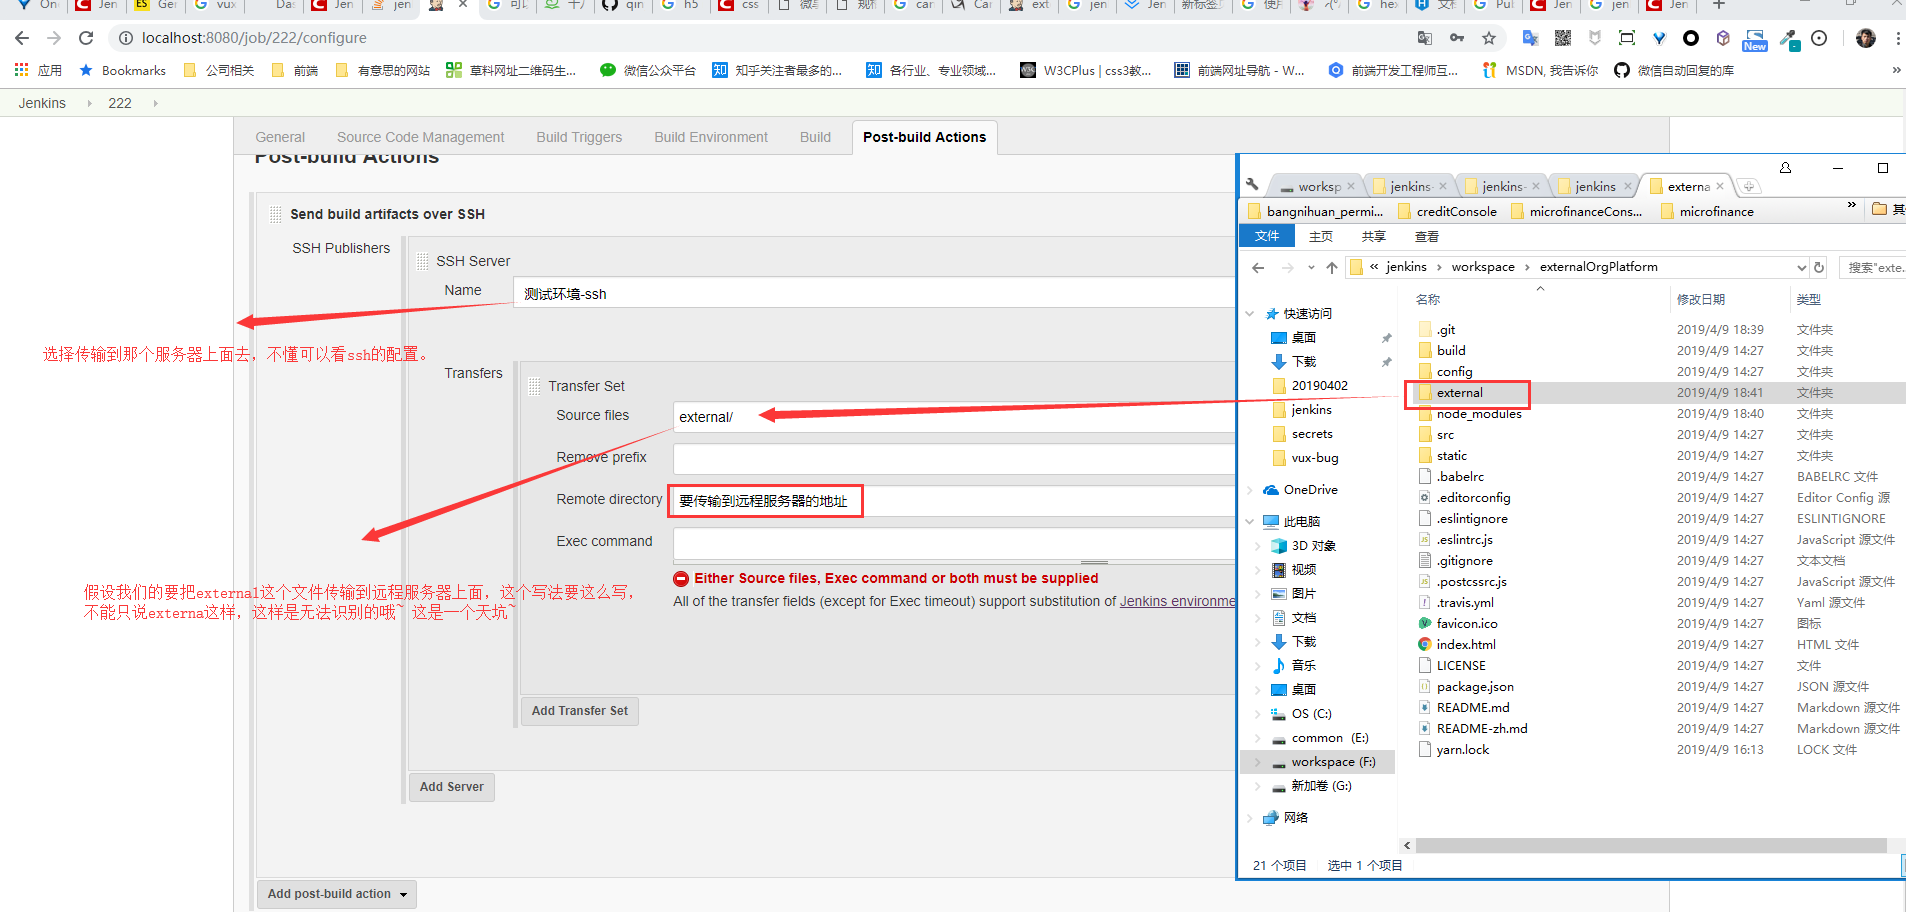 localhost:8080/job/222/configure
应用
Bookmarks
公司相关
前端
有意思的网站
草料网址二维码生...
微信公众平台
知乎关注者最多的...
各行业、专业领域...
W3CPlus | css3教...
前端网址导航 - W...
前端开发工程师互...
MSDN, 我告诉你
微信自动回复的库
»
New
Jenkins
222
General
Source Code Management
Build Triggers
Build Environment
Build
Post-build Actions
Post-build Actions
Send build artifacts over SSH
SSH Publishers
SSH Server
Name
测试环境-ssh
选择传输到那个服务器上面去，不懂可以看ssh的配置。
Transfers
Transfer Set
Source files
external/
Remove prefix
Remote directory
要传输到远程服务器的地址
Exec command
Either Source files, Exec command or both must be supplied
All of the transfer fields (except for Exec timeout) support substitution of Jenkins environme
假设我们的要把external这个文件传输到远程服务器上面，这个写法要这么写，
不能只说externa这样，这样是无法识别的哦~ 这是一个天坑~
Add Transfer Set
Add Server
Add post-build action
worksp
jenkins-
jenkins-
jenkins
externa
bangnihuan_permi...
creditConsole
microfinanceCons...
microfinance
»
其
文件
主页
共享
查看
« jenkins › workspace › externalOrgPlatform
搜索"exte...
名称
修改日期
类型
快速访问
桌面
下载
20190402
jenkins
secrets
vux-bug
OneDrive
此电脑
3D 对象
视频
图片
文档
下载
音乐
桌面
OS (C:)
common (E:)
workspace (F:)
新加卷 (G:)
网络
.git 2019/4/9 18:39 文件夹
build 2019/4/9 14:27 文件夹
config 2019/4/9 14:27 文件夹
external 2019/4/9 18:41 文件夹
node_modules 2019/4/9 18:40 文件夹
src 2019/4/9 14:27 文件夹
static 2019/4/9 14:27 文件夹
.babelrc 2019/4/9 14:27 BABELRC 文件
.editorconfig 2019/4/9 14:27 Editor Config 源
.eslintignore 2019/4/9 14:27 ESLINTIGNORE
.eslintrc.js 2019/4/9 14:27 JavaScript 源文件
.gitignore 2019/4/9 14:27 文本文档
.postcssrc.js 2019/4/9 14:27 JavaScript 源文件
.travis.yml 2019/4/9 14:27 Yaml 源文件
favicon.ico 2019/4/9 14:27 图标
index.html 2019/4/9 14:27 HTML 文件
LICENSE 2019/4/9 14:27 文件
package.json 2019/4/9 14:27 JSON 源文件
README.md 2019/4/9 14:27 Markdown 源文件
README-zh.md 2019/4/9 14:27 Markdown 源文件
yarn.lock 2019/4/9 16:13 LOCK 文件
21 个项目
选中 1 个项目